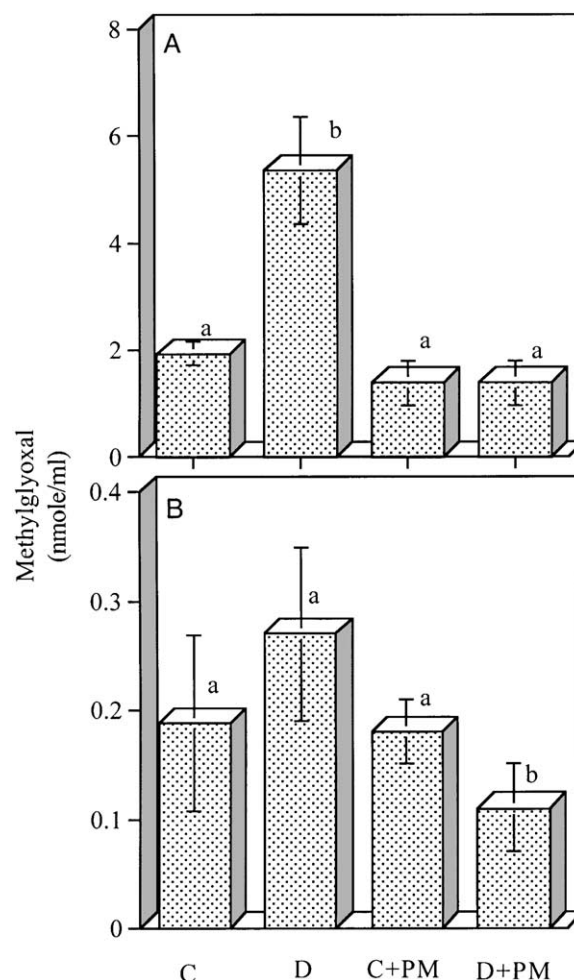 8
A
b
6
4
a
a
a
2
0
Methylglyoxal
(nmole/ml)
0.4
B
a
0.3
a
a
0.2
b
0.1
0
C D C+PM D+PM